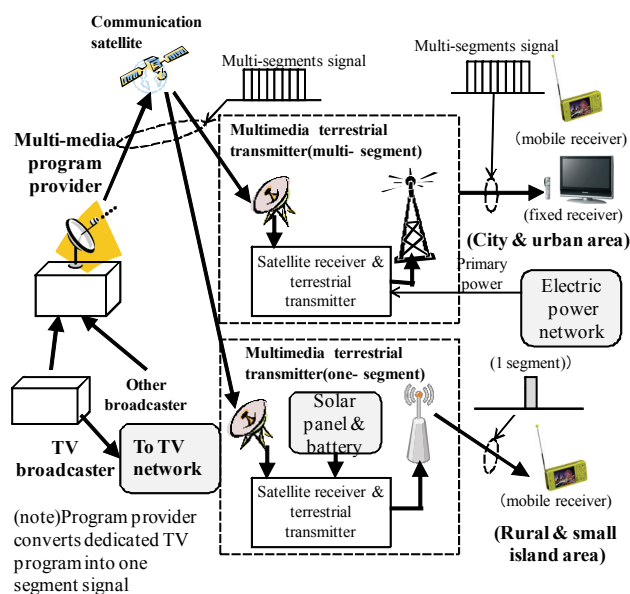 Communication
satellite
Multi-segments signal
Multi-segments signal
Multi-media
program
provider
Multimedia terrestrial
transmitter(multi- segment)
(mobile receiver)
(fixed receiver)
(City & urban area)
Satellite receiver &
terrestrial
transmitter
Primary
power
Electric
power
network
Multimedia terrestrial
transmitter(one- segment)
(1 segment))
Other
broadcaster
Solar
panel &
battery
TV
broadcaster
To TV
network
Satellite receiver &
terrestrial
transmitter
(mobile receiver)
(Rural & small
island area)
(note)Program provider
converts dedicated TV
program into one
segment signal